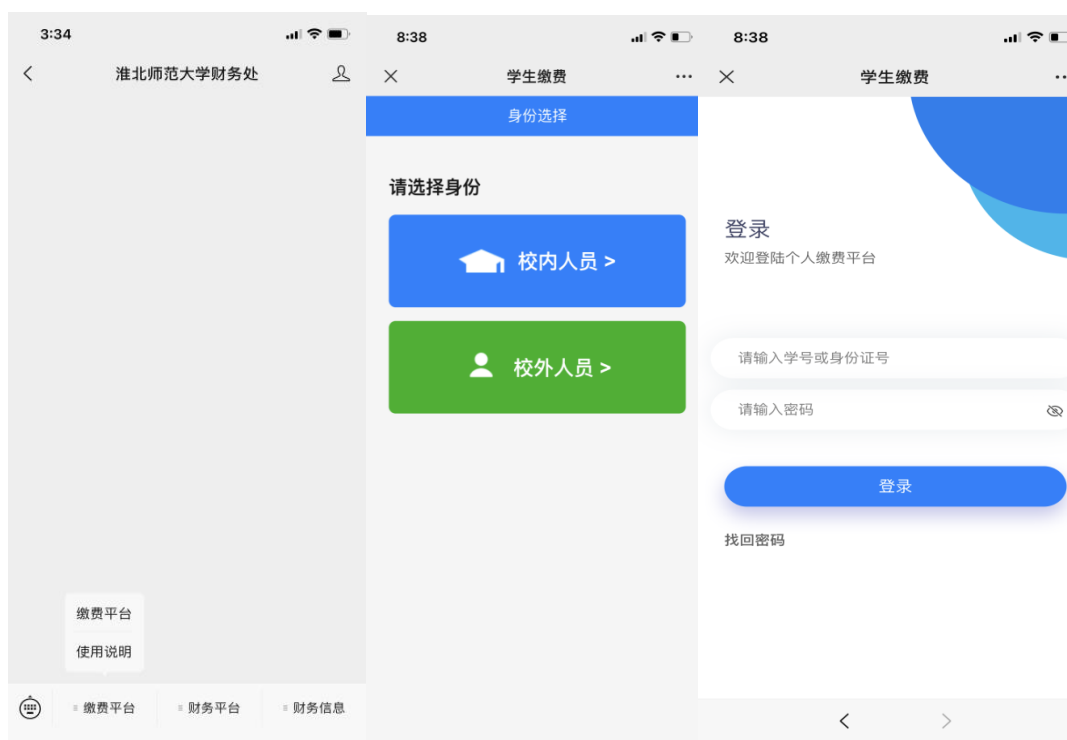 3:34
淮北师范大学财务处
缴费平台
使用说明
缴费平台
财务平台
财务信息
8:38
学生缴费
身份选择
请选择身份
校内人员 >
校外人员 >
8:38
学生缴费
登录
欢迎登陆个人缴费平台
请输入学号或身份证号
请输入密码
登录
找回密码